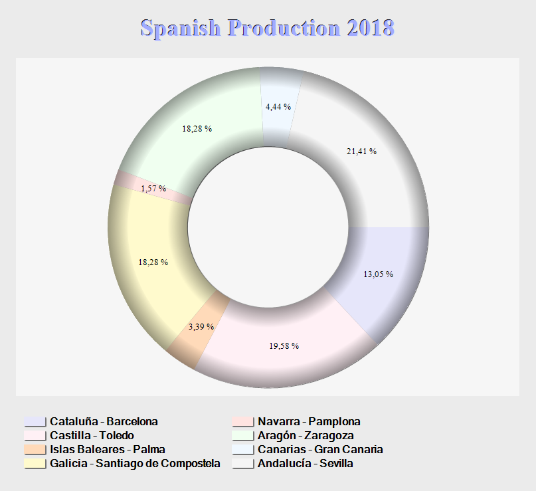 Spanish Production 2018
4,44 %
21,41 %
18,28 %
1,57 %
18,28 %
13,05 %
3,39 %
19,58 %
Cataluña - Barcelona
Navarra - Pamplona
Castilla - Toledo
Aragón - Zaragoza
Islas Baleares - Palma
Canarias - Gran Canaria
Galicia - Santiago de Compostela
Andalucía - Sevilla